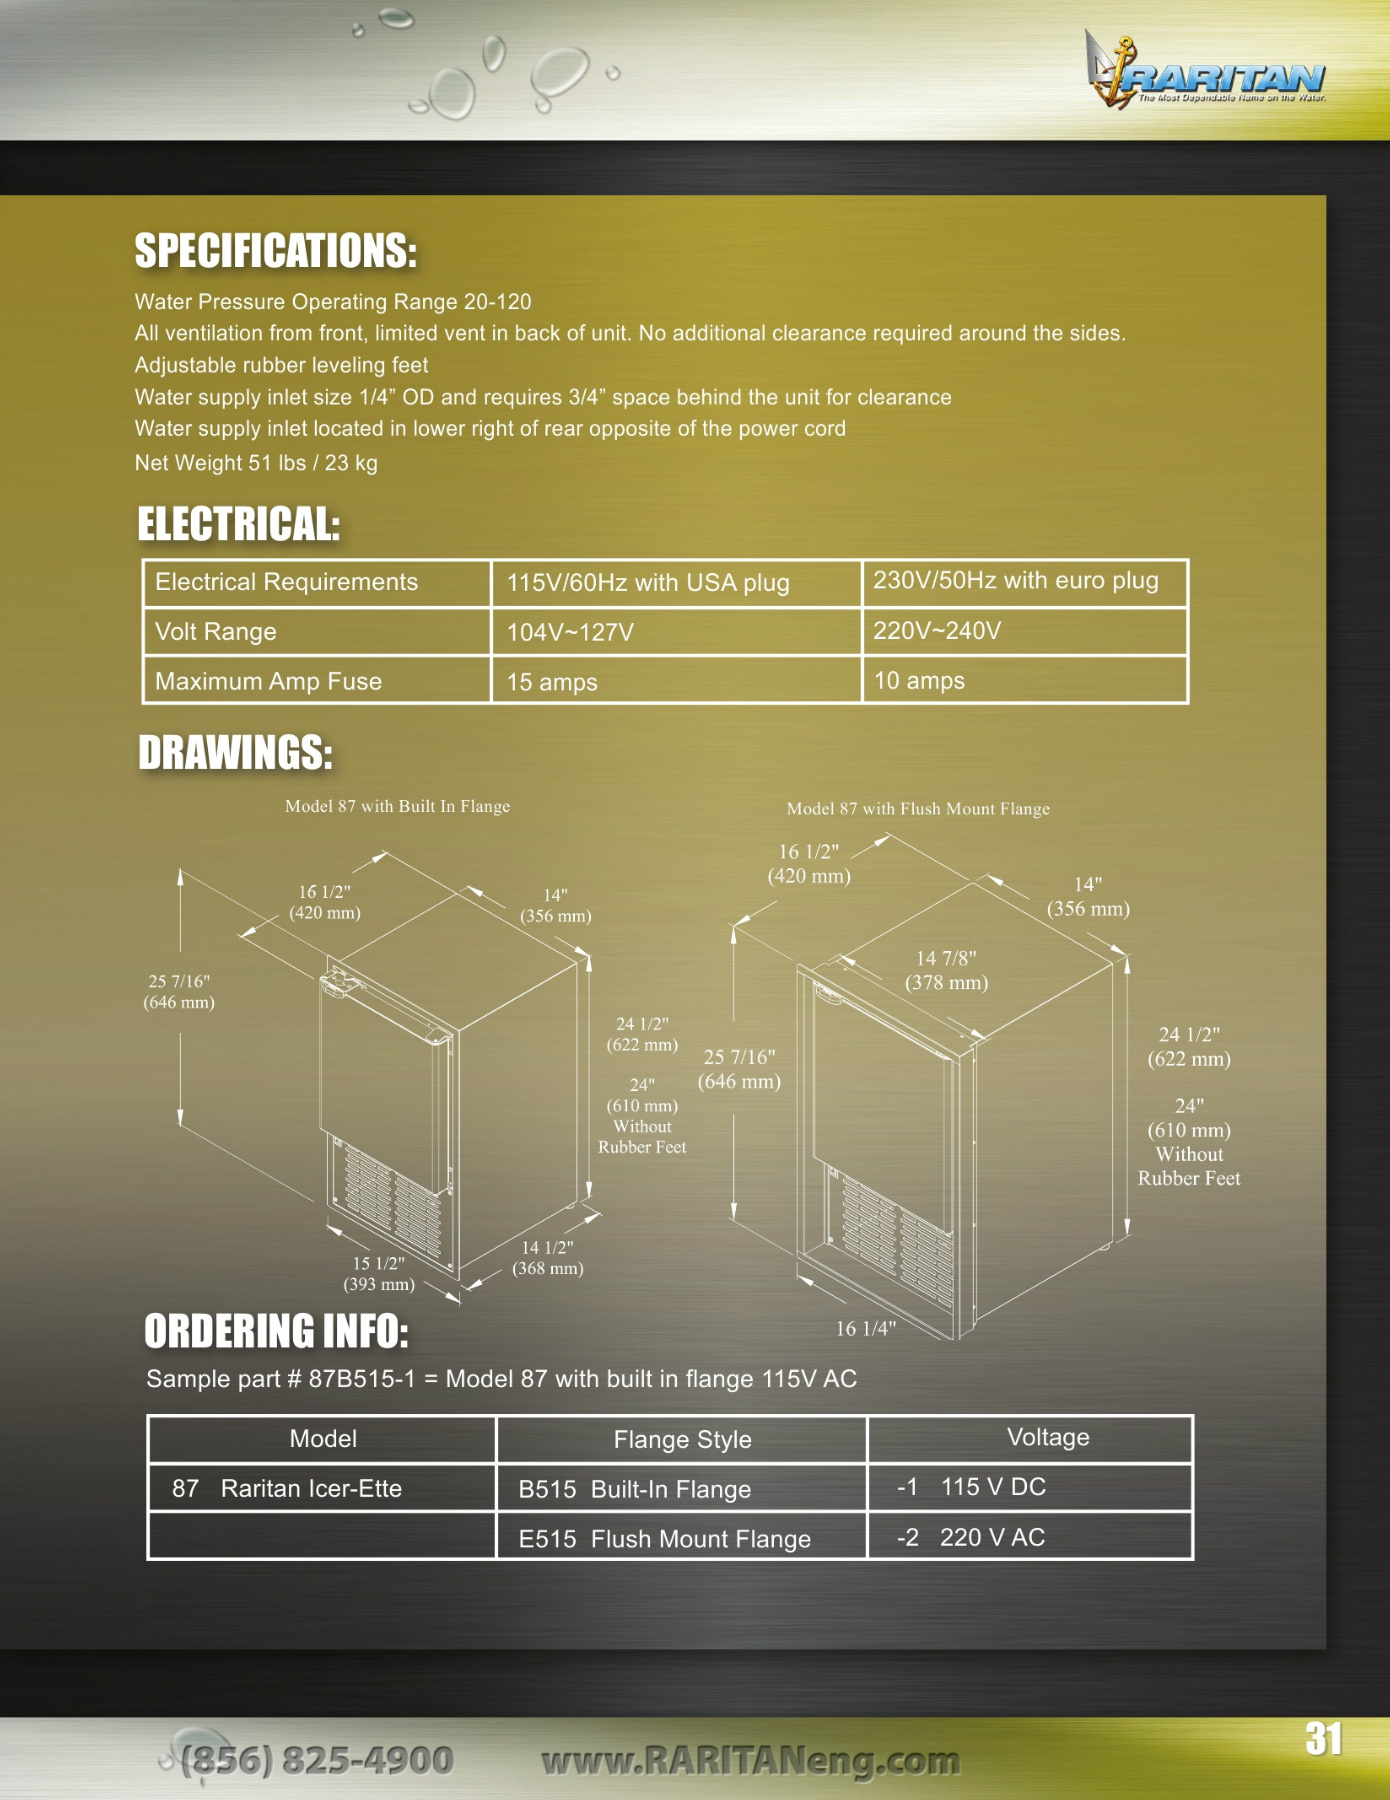 RARITAN
The Most Dependable Name on the Water.
SPECIFICATIONS:
Water Pressure Operating Range 20-120
All ventilation from front, limited vent in back of unit. No additional clearance required around the sides.
Adjustable rubber leveling feet
Water supply inlet size 1/4” OD and requires 3/4” space behind the unit for clearance
Water supply inlet located in lower right of rear opposite of the power cord
Net Weight 51 lbs / 23 kg
ELECTRICAL:
Electrical Requirements 115V/60Hz with USA plug 230V/50Hz with euro plug
Volt Range 104V~127V 220V~240V
Maximum Amp Fuse 15 amps 10 amps
DRAWINGS:
Model 87 with Built In Flange
16 1/2"
(420 mm)
14"
(356 mm)
25 7/16"
(646 mm)
24 1/2"
(622 mm)
24"
(610 mm)
Without
Rubber Feet
14 1/2"
(368 mm)
15 1/2"
(393 mm)
Model 87 with Flush Mount Flange
16 1/2"
(420 mm)
14"
(356 mm)
14 7/8"
(378 mm)
25 7/16"
(646 mm)
24 1/2"
(622 mm)
24"
(610 mm)
Without
Rubber Feet
16 1/4"
ORDERING INFO:
Sample part # 87B515-1 = Model 87 with built in flange 115V AC
Model Flange Style Voltage
87 Raritan Icer-Ette B515 Built-In Flange -1 115 V DC
E515 Flush Mount Flange -2 220 V AC
31
(856) 825-4900 www.RARITANeng.com